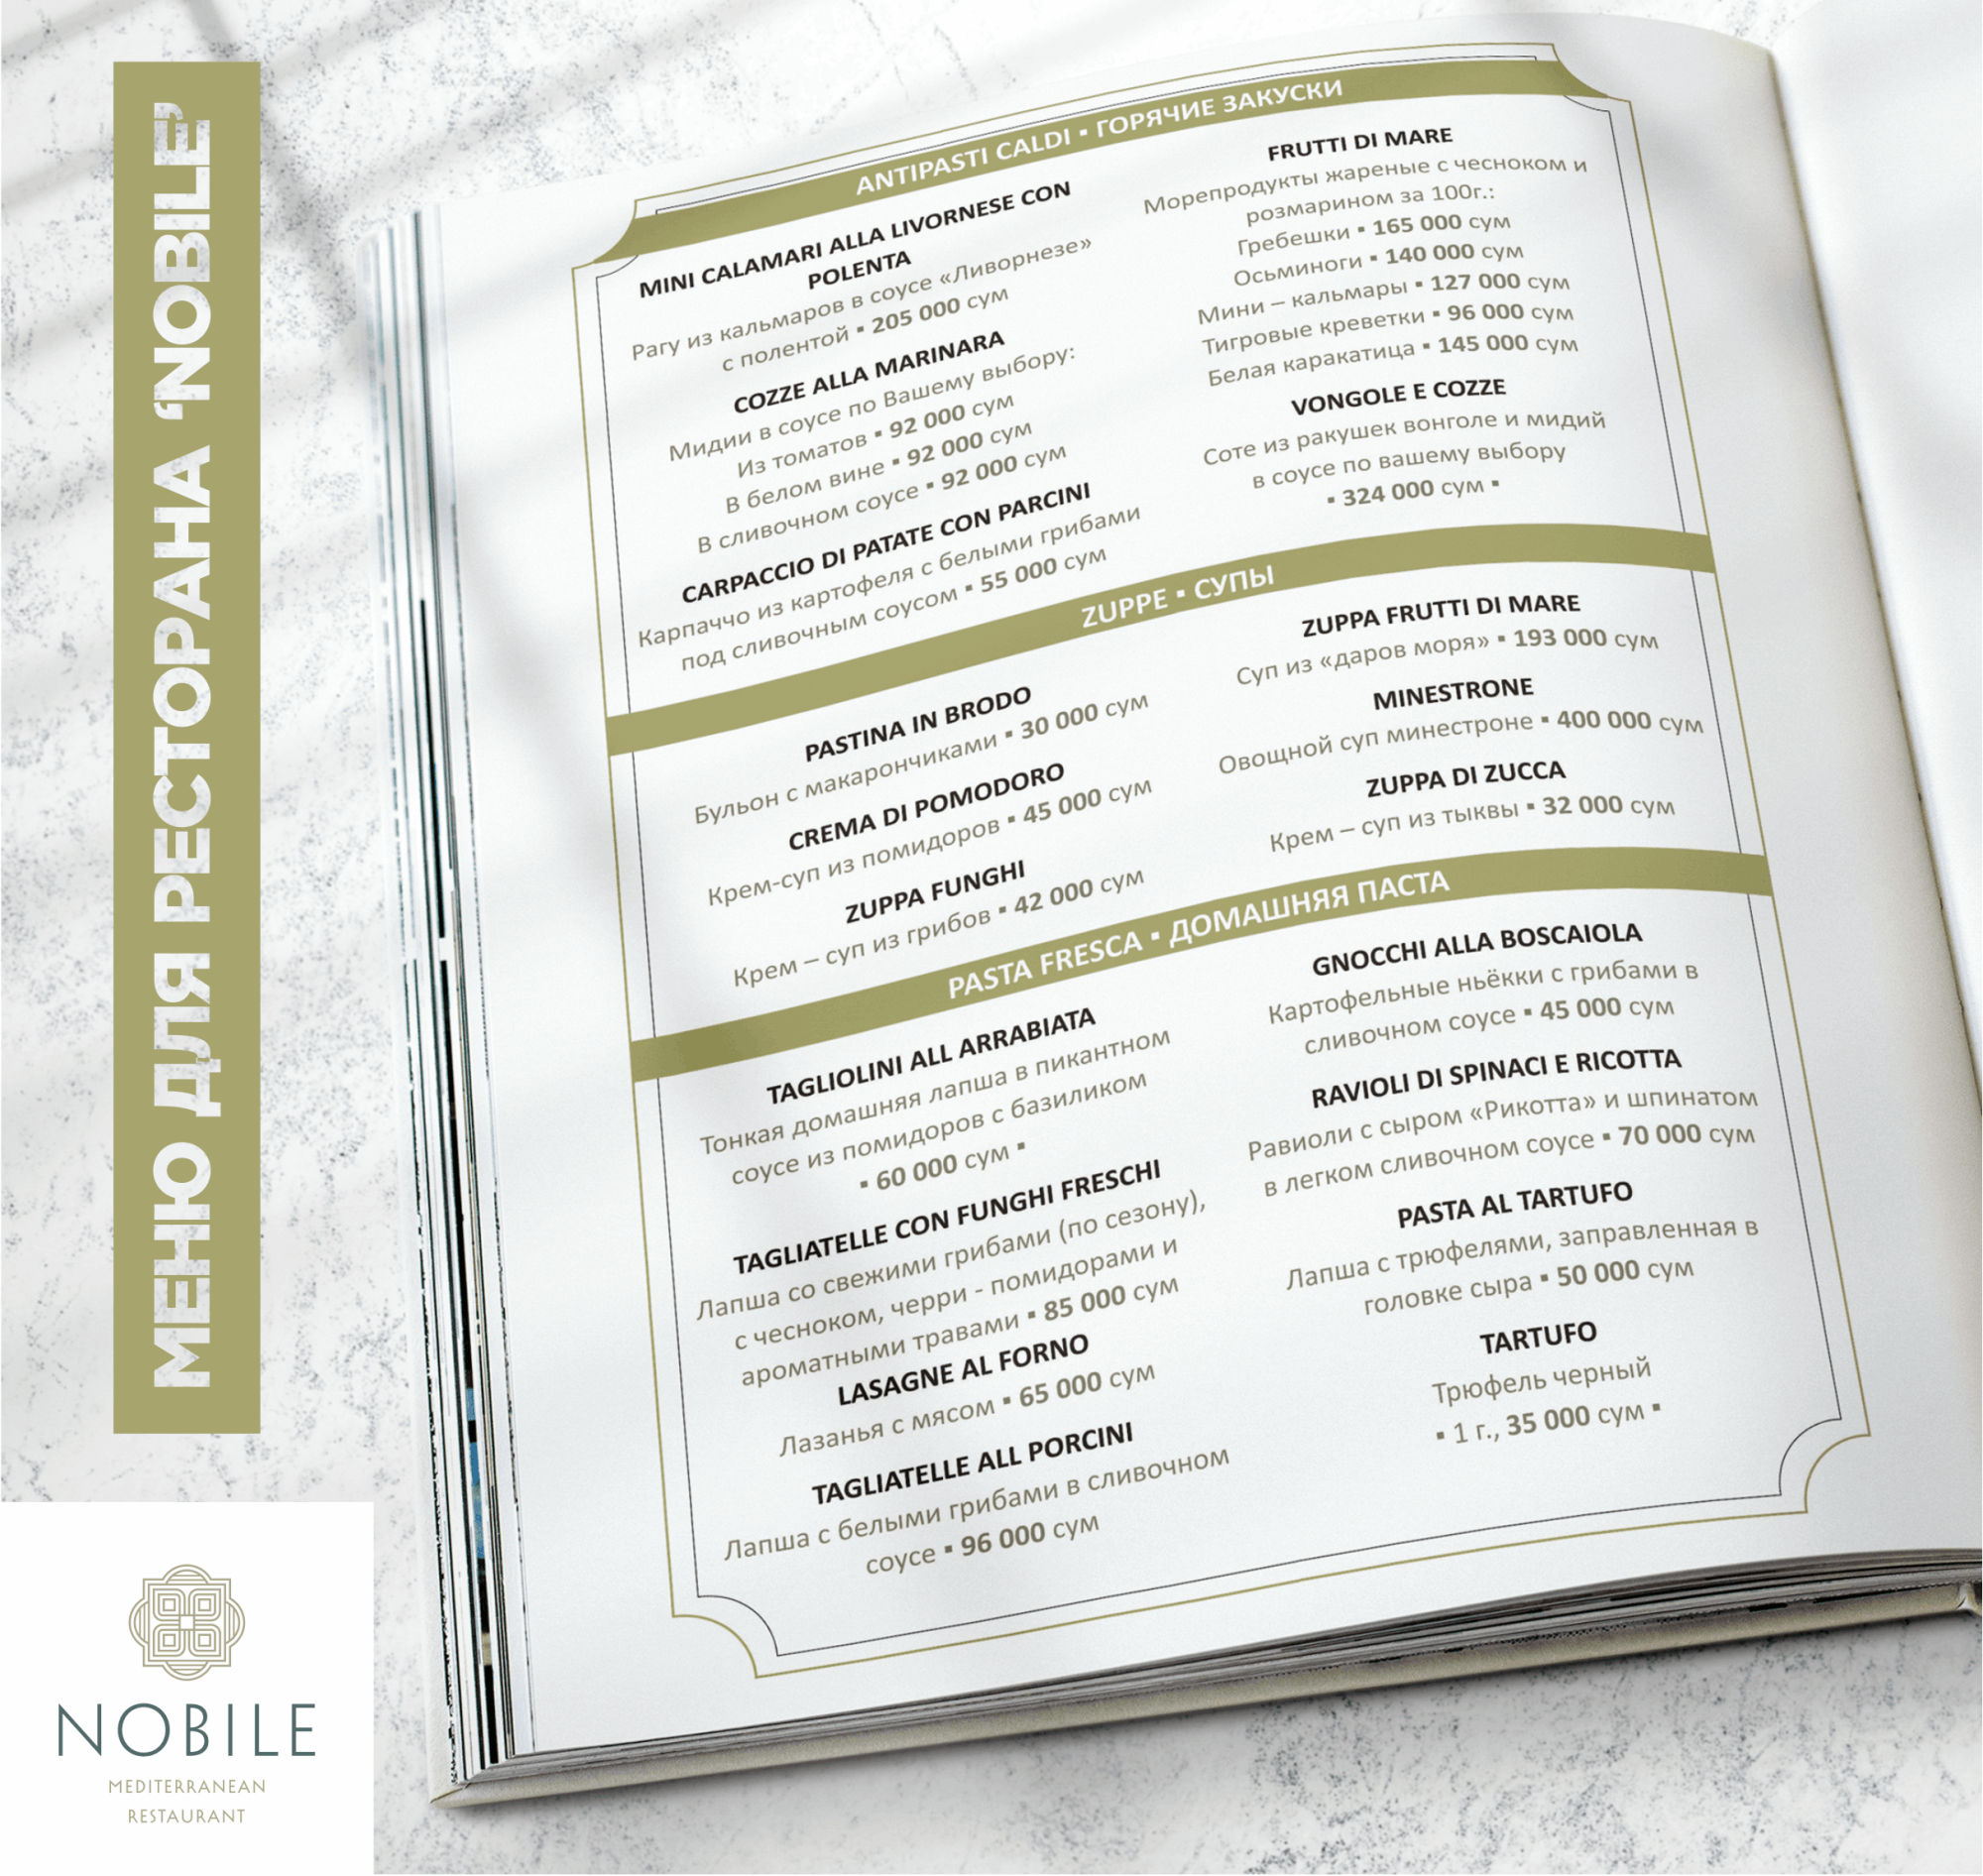 МЕНЮ ДЛЯ РЕСТОРАНА ‘NOBILE’
ANTIPASTI CALDI ▪ ГОРЯЧИЕ ЗАКУСКИ
MINI CALAMARI ALLA LIVORNESE CON
POLENTA
Рагу из кальмаров в соусе «Ливорнезе»
с полентой ▪ 205 000 сум
COZZE ALLA MARINARA
Мидии в соусе по Вашему выбору:
Из томатов ▪ 92 000 сум
В белом вине ▪ 92 000 сум
В сливочном соусе ▪ 92 000 сум
CARPACCIO DI PATATE CON PARCINI
Карпаччо из картофеля с белыми грибами
под сливочным соусом ▪ 55 000 сум
FRUTTI DI MARE
Морепродукты жареные с чесноком и
розмарином за 100г.:
Гребешки ▪ 165 000 сум
Осьминоги ▪ 140 000 сум
Мини – кальмары ▪ 127 000 сум
Тигровые креветки ▪ 96 000 сум
Белая каракатица ▪ 145 000 сум
VONGOLE E COZZE
Соте из ракушек вонголе и мидий
в соусе по вашему выбору
▪ 324 000 сум ▪
ZUPPE ▪ СУПЫ
PASTINA IN BRODO
Бульон с макарончиками ▪ 30 000 сум
CREMA DI POMODORO
Крем-суп из помидоров ▪ 45 000 сум
ZUPPA FUNGHI
Крем – суп из грибов ▪ 42 000 сум
ZUPPA FRUTTI DI MARE
Суп из «даров моря» ▪ 193 000 сум
MINESTRONE
Овощной суп минестроне ▪ 400 000 сум
ZUPPA DI ZUCCA
Крем – суп из тыквы ▪ 32 000 сум
PASTA FRESCA ▪ ДОМАШНЯЯ ПАСТА
TAGLIOLINI ALL ARRABIATA
Тонкая домашняя лапша в пикантном
соусе из помидоров с базиликом
▪ 60 000 сум ▪
TAGLIATELLE CON FUNGHI FRESCHI
Лапша со свежими грибами (по сезону),
с чесноком, черри - помидорами и
ароматными травами ▪ 85 000 сум
LASAGNE AL FORNO
Лазанья с мясом ▪ 65 000 сум
TAGLIATELLE ALL PORCINI
Лапша с белыми грибами в сливочном
соусе ▪ 96 000 сум
GNOCCHI ALLA BOSCAIOLA
Картофельные ньёкки с грибами в
сливочном соусе ▪ 45 000 сум
RAVIOLI DI SPINACI E RICOTTA
Равиоли с сыром «Рикотта» и шпинатом
в легком сливочном соусе ▪ 70 000 сум
PASTA AL TARTUFO
Лапша с трюфелями, заправленная в
головке сыра ▪ 50 000 сум
TARTUFO
Трюфель черный
▪ 1 г., 35 000 сум ▪
NOBILE
MEDITERRANEAN
RESTAURANT